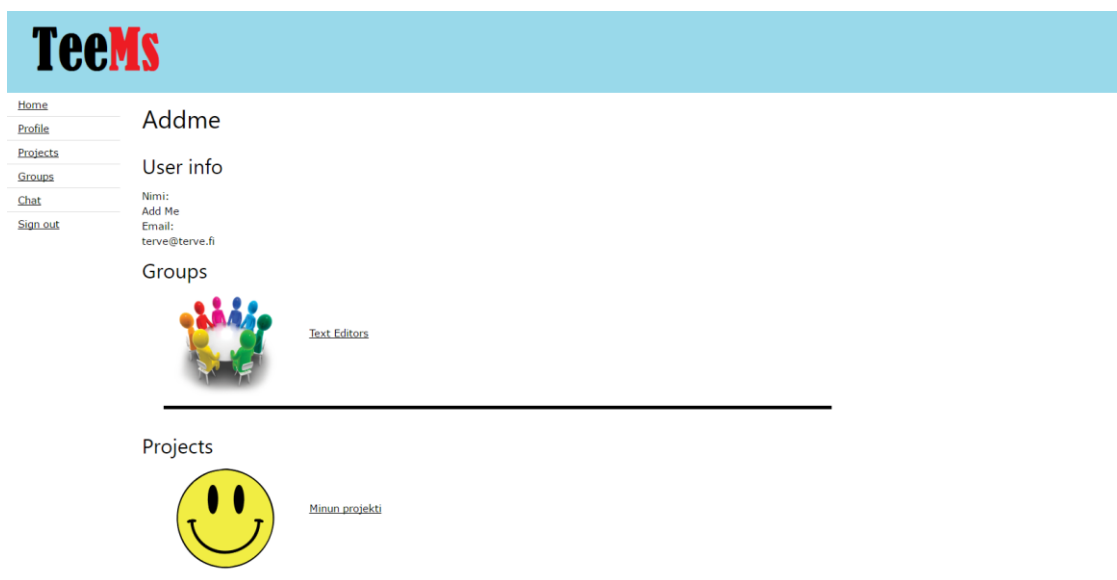 TeeMs
Home
Profile
Projects
Groups
Chat
Sign out
Addme
User info
Nimi:
Add Me
Email:
terve@terve.fi
Groups
Text Editors
Projects
Minun projekti